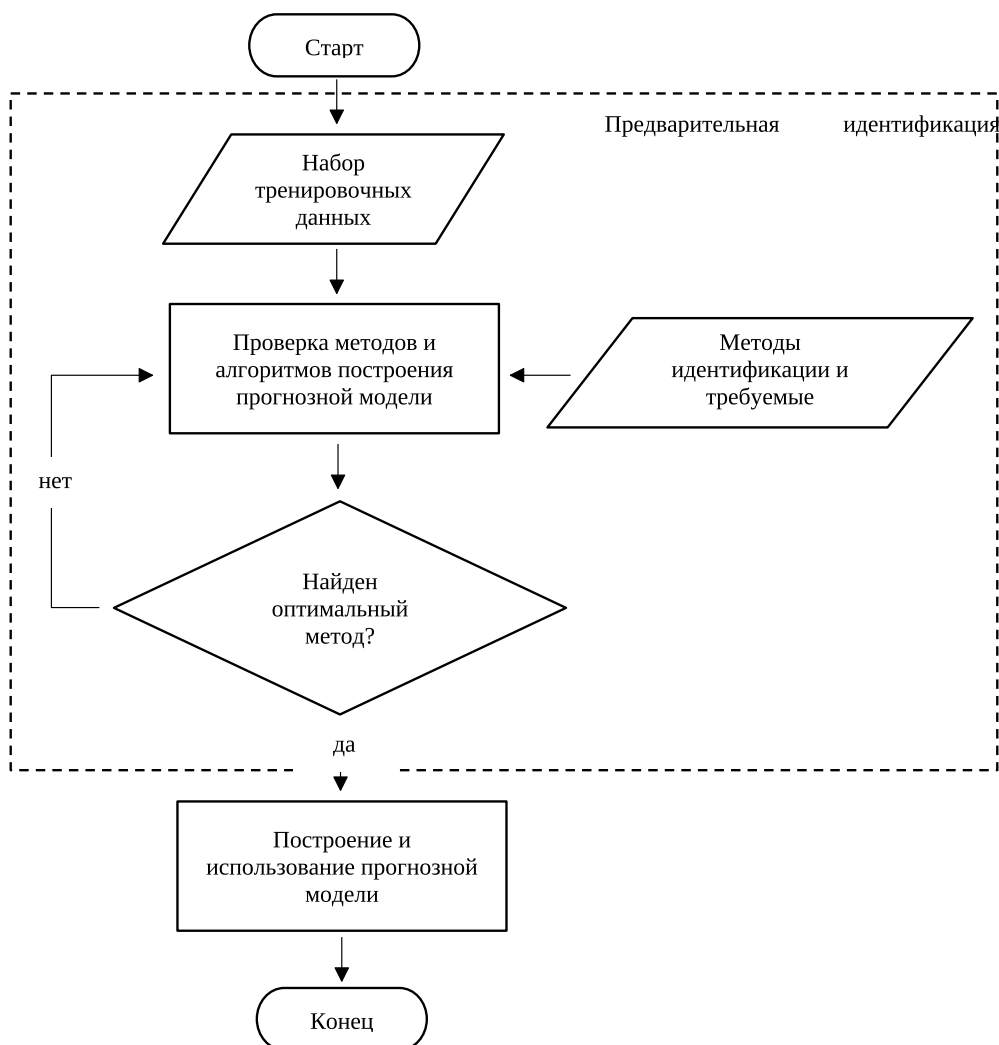 Старт
Предварительная идентификация
Набор
тренировочных
данных
Проверка методов и
алгоритмов построения
прогнозной модели
Методы
идентификации и
требуемые
нет
Найден
оптимальный
метод?
да
Построение и
использование прогнозной
модели
Конец